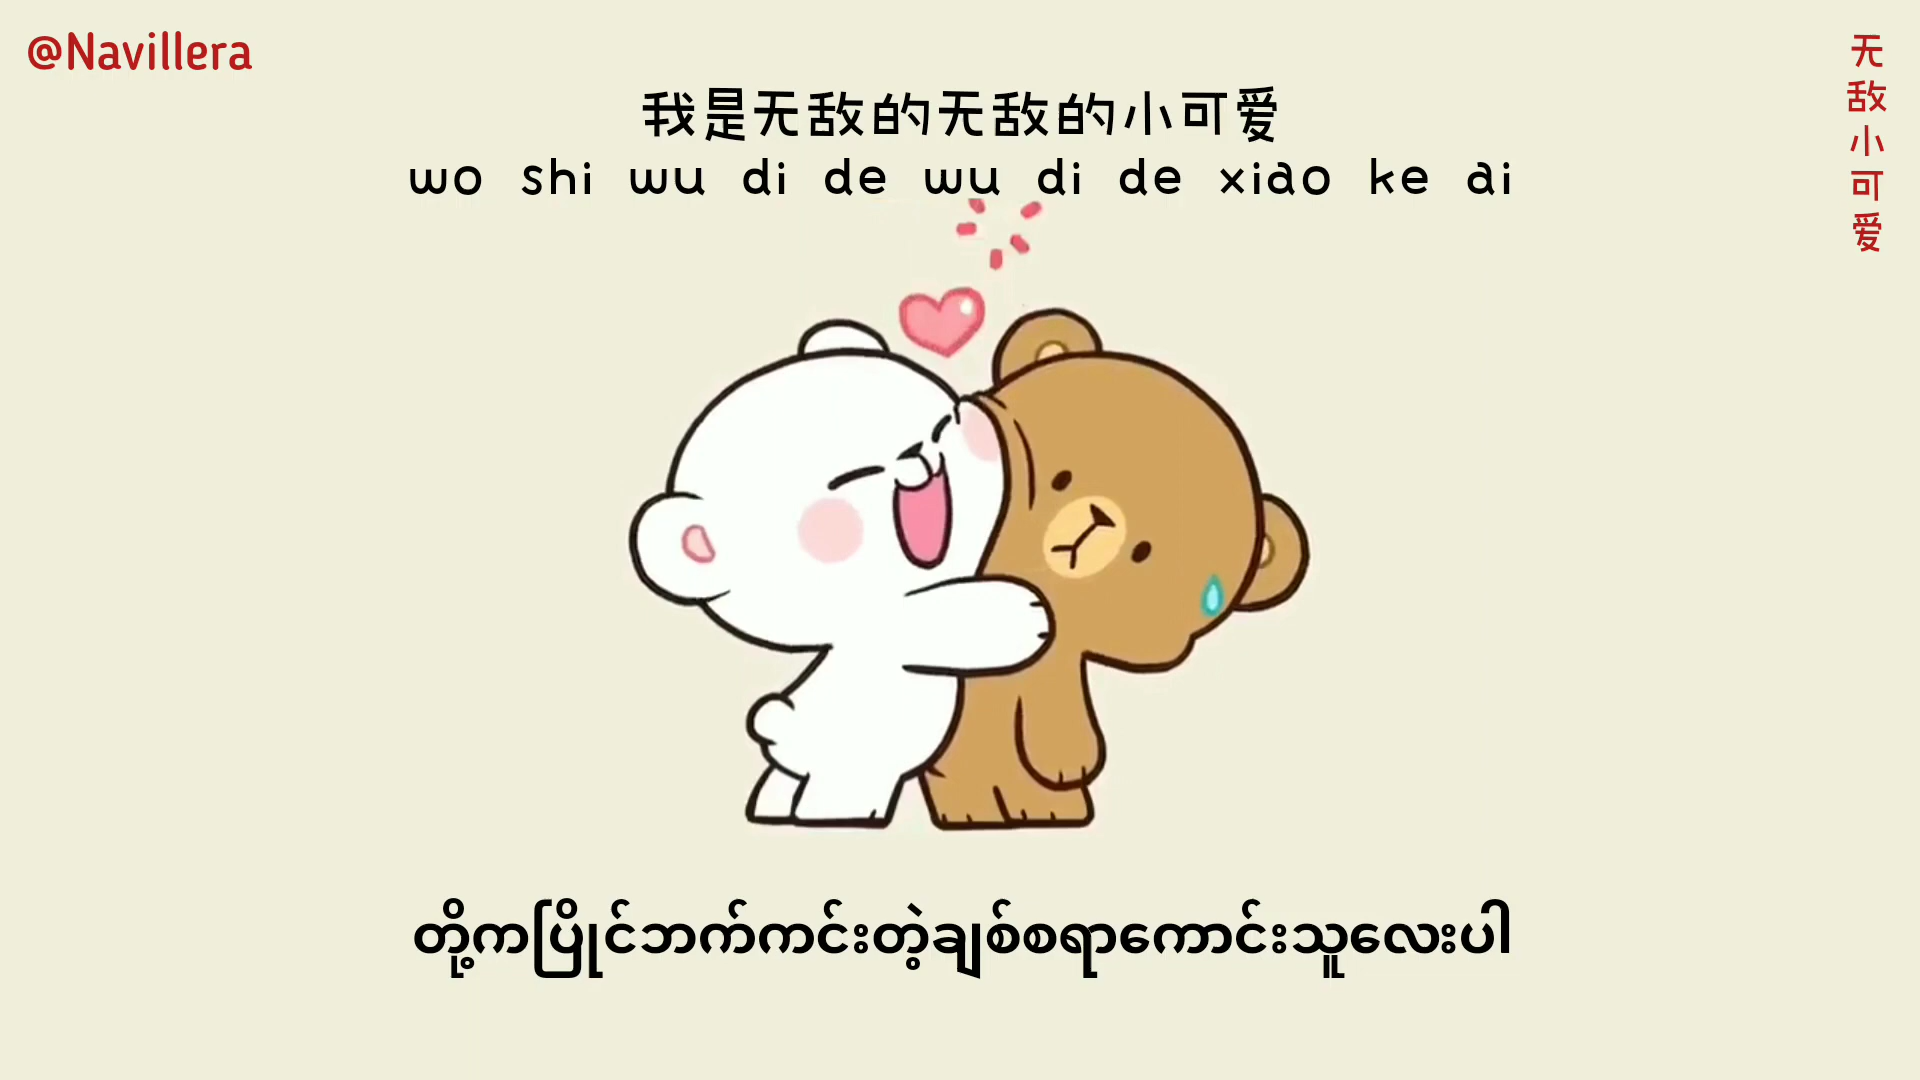 @Navillera
我是无敌的无敌的小可爱
wo shi wu di de wu di de xiao ke ai
တို့ကပြိုင်ဘက်ကင်းတဲ့ချစ်စရာကောင်းသူလေးပါ
无敌小可爱